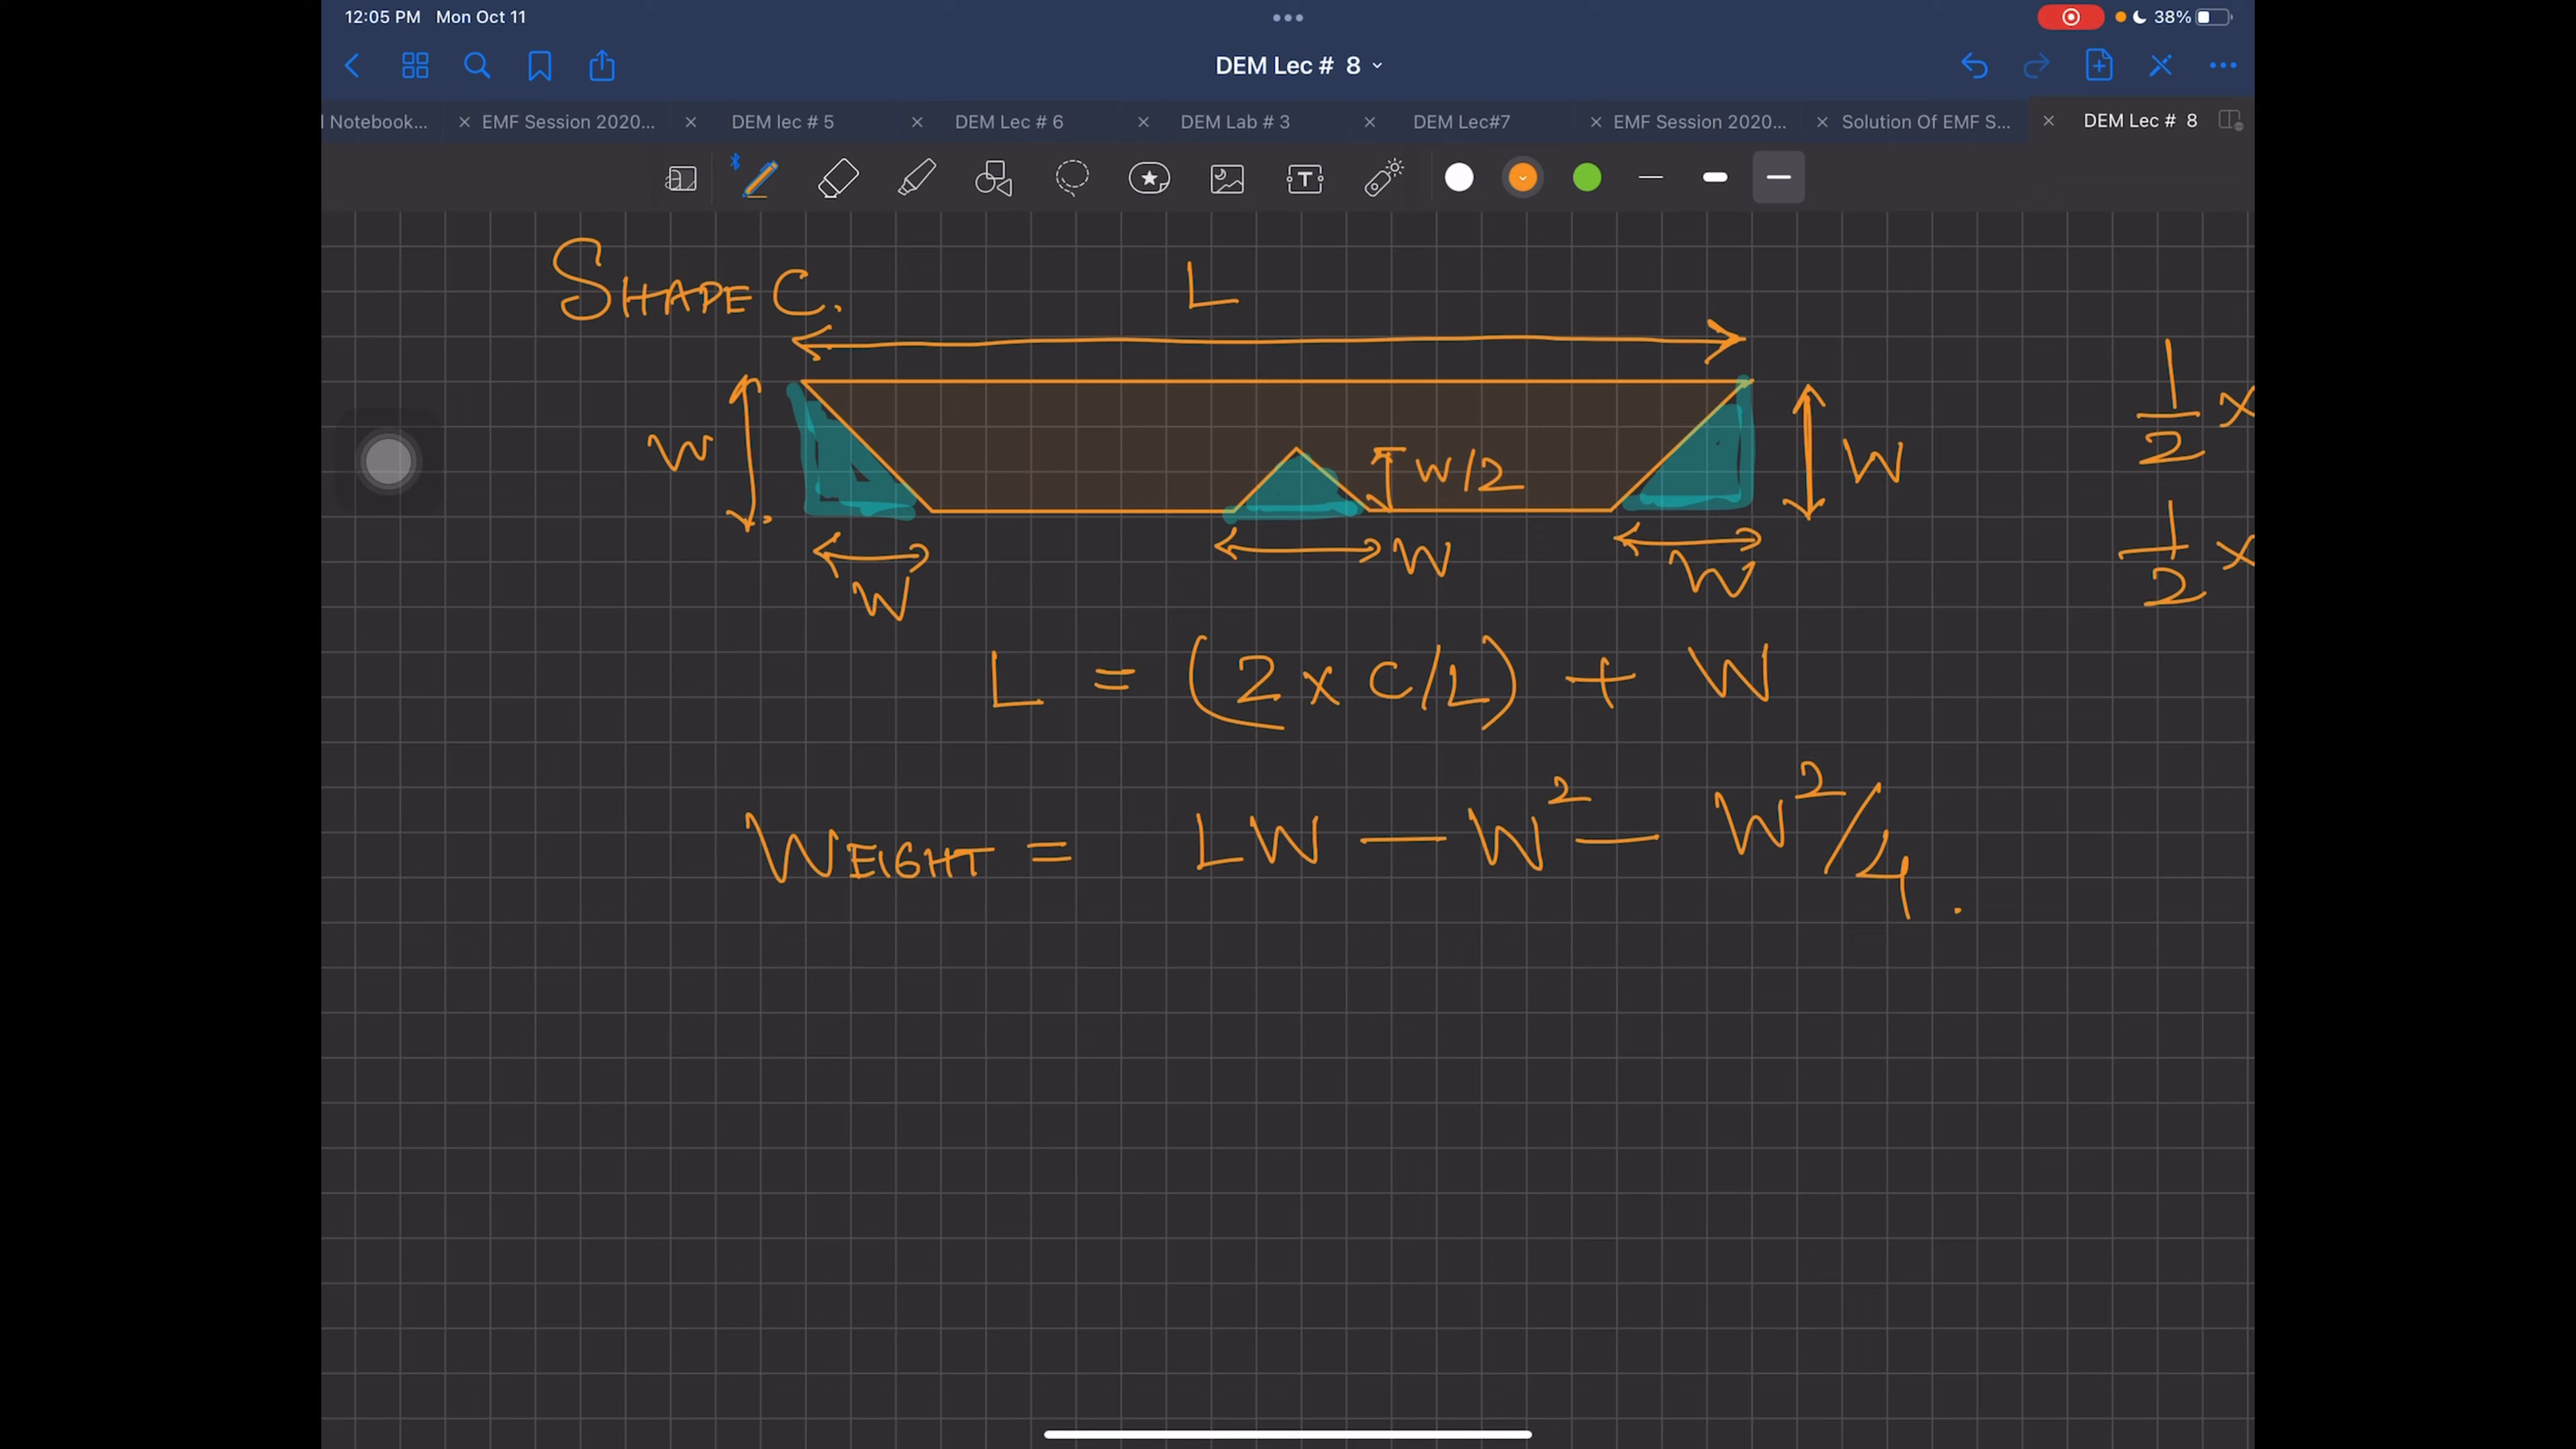 12:05 PM Mon Oct 11
38%
DEM Lec # 8
l Notebook...
EMF Session 2020...
DEM lec # 5
DEM Lec # 6
DEM Lab # 3
DEM Lec#7
EMF Session 2020...
Solution Of EMF S...
DEM Lec # 8
SHAPE C.
L
W
W/2
W
W
W
W
1/2 x
1/2 x
L = (2 x C/L) + W
WEIGHT = LW — W² — W²/4.